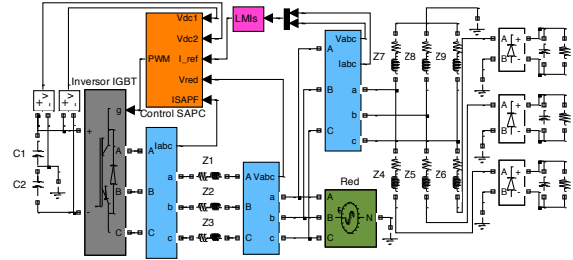 Vdc1
Vdc2
PWM
I_ref
Vred
ISAPF
Control SAPC
LMIs
Inversor IGBT
+v
-
+v
-
g
+
A
B
-
C
C1
C2
Iabc
A
a
B
b
C
c
Z1
Z2
Z3
Vabc
A
a
B
b
C
c
Vabc
A
Iabc
B
a
b
C
c
Red
A
B
N
C
Z7
Z8
Z9
Z4
Z5
Z6
A
+
B
-
A
+
B
-
A
+
B
-